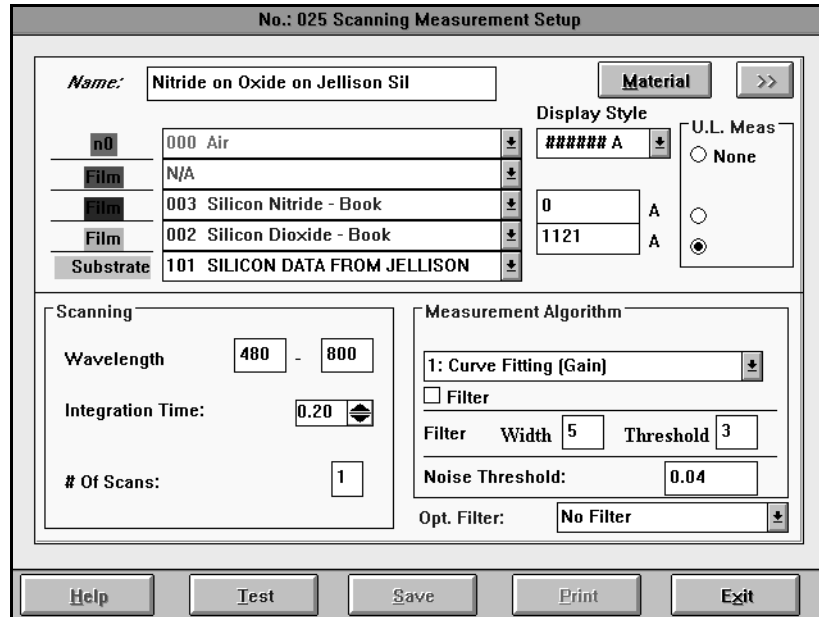 No.: 025 Scanning Measurement Setup
Name: Nitride on Oxide on Jellison Sil
Material >>
Display Style
U.L. Meas
n0 000 Air ###### A
None
Film N/A
Film 003 Silicon Nitride - Book 0 A
Film 002 Silicon Dioxide - Book 1121 A
Substrate 101 SILICON DATA FROM JELLISON
Scanning
Wavelength 480 - 800
Integration Time: 0.20
# Of Scans: 1
Measurement Algorithm
1: Curve Fitting (Gain)
Filter
Filter Width 5 Threshold 3
Noise Threshold: 0.04
Opt. Filter: No Filter
Help Test Save Print Exit